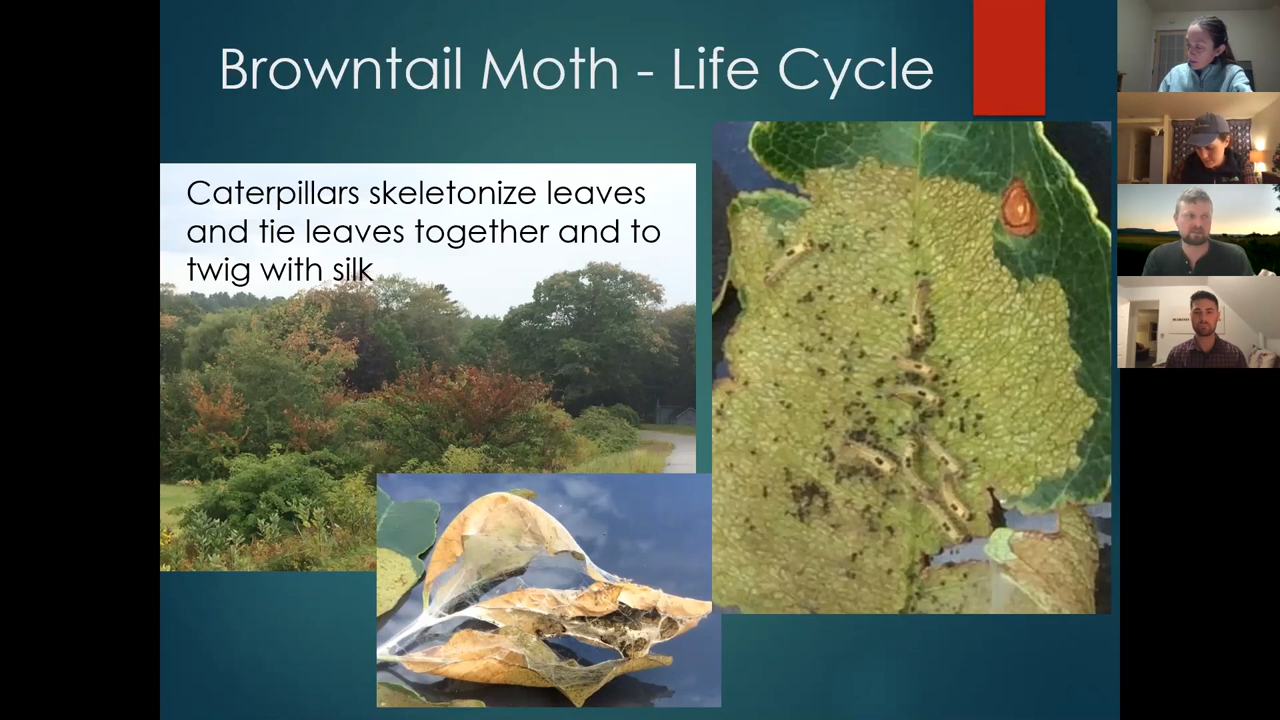 Browntail Moth - Life Cycle
Caterpillars skeletonize leaves
and tie leaves together and to
twig with silk